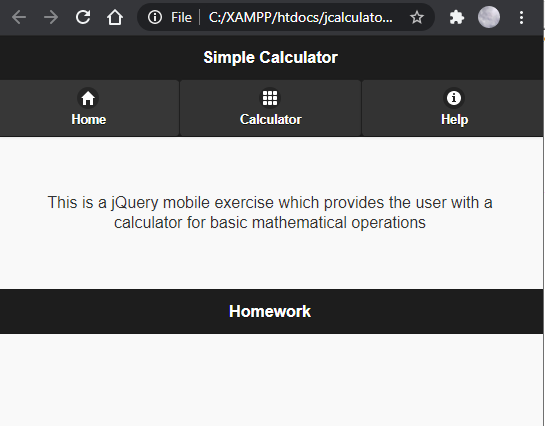 File C:/XAMPP/htdocs/jcalculato...
Simple Calculator
Home Calculator Help
This is a jQuery mobile exercise which provides the user with a
calculator for basic mathematical operations
Homework